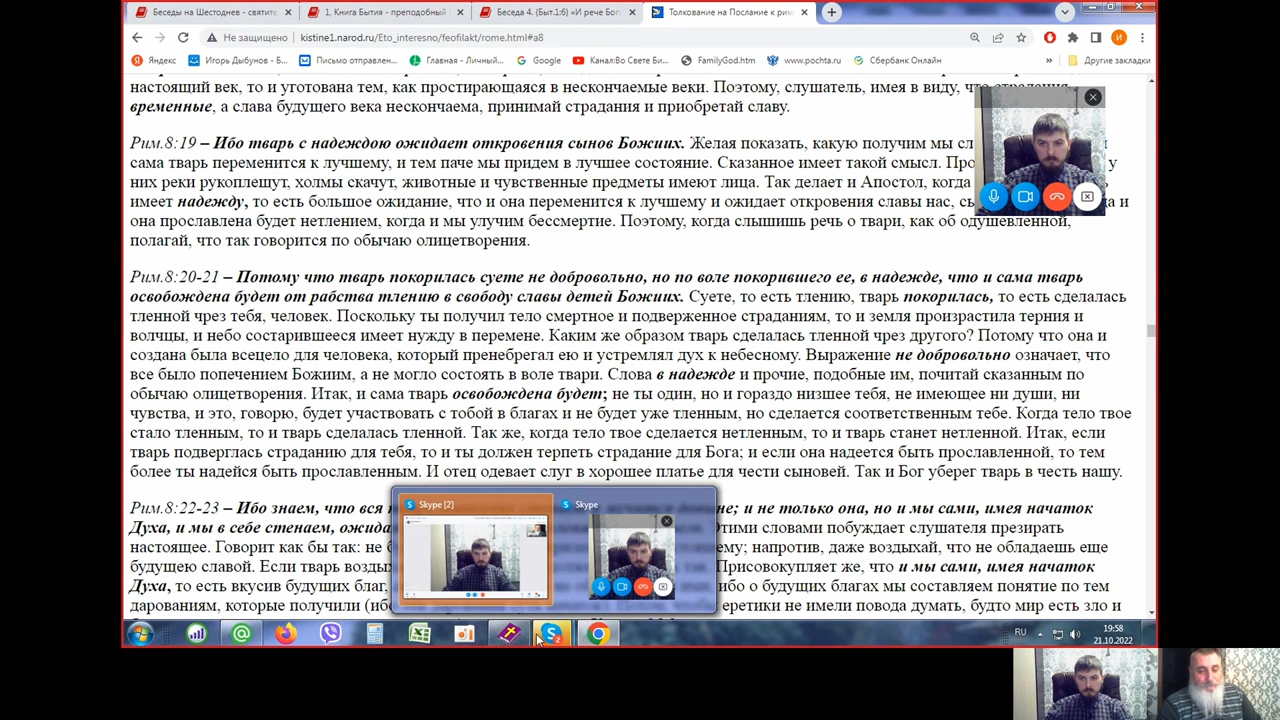 Беседы на Шестоднев - святите
1, Книга Бытия - преподобный
Беседа 4. (Быт.1:6) «И рече Бог
Толкование на Послание к рим
Не защищено
kistine1.narod.ru/Eto_interesno/feofilakt/rome.html#a8
Яндекс
Игорь Дыбунов - Бес...
Письмо отправлен...
Главная - Личный...
Google
Канал:Во Свете Би...
FamilyGod.htm
www.pochta.ru
Сбербанк Онлайн
»
Другие закладки
настоящий век, то и уготована тем, как простирающаяся в нескончаемые веки. Поэтому, слушатель, имея в виду, что страдания
временные, а слава будущего века нескончаема, принимай страдания и приобретай славу.
Рим.8:19 – Ибо тварь с надеждою ожидает откровения сынов Божиих. Желая показать, какую получим мы
сама тварь переменится к лучшему, и тем паче мы придем в лучшее состояние. Сказанное имеет такой смысл. у
них реки рукоплещут, холмы скачут, животные и чувственные предметы имеют лица. Так делает и Апостол, когда
имеет надежду, то есть большое ожидание, что и она переменится к лучшему и ожидает откровения славы нас, и
она прославлена будет нетлением, когда и мы улучим бессмертие. Поэтому, когда слышишь речь о твари, как об одушевленной,
полагай, что так говорится по обычаю олицетворения.
Рим.8:20-21 – Потому что тварь покорилась суете не добровольно, но по воле покорившего ее, в надежде, что и сама тварь
освобождена будет от рабства тлению в свободу славы детей Божиих. Суете, то есть тлению, тварь покорилась, то есть сделалась
тленной чрез тебя, человек. Поскольку ты получил тело смертное и подверженное страданиям, то и земля произрастила терния и
волчцы, и небо состарившееся имеет нужду в перемене. Каким же образом тварь сделалась тленной чрез другого? Потому что она и
создана была всецело для человека, который пренебрегал ею и устремлял дух к небесному. Выражение не добровольно означает, что
все было попечением Божиим, а не могло состоять в воле твари. Слова в надежде и прочие, подобные им, почитай сказанным по
обычаю олицетворения. Итак, и сама тварь освобождена будет; не ты один, но и гораздо низшее тебя, не имеющее ни души, ни
чувства, и это, говорю, будет участвовать с тобой в благах и не будет уже тленным, но сделается соответственным тебе. Когда тело твое
стало тленным, то и тварь сделалась тленной. Так же, когда тело твое сделается нетленным, то и тварь станет нетленной. Итак, если
тварь подверглась страданию для тебя, то и ты должен терпеть страдание для Бога; и если она надеется быть прославленной, то тем
более ты надейся быть прославленным. И отец одевает слуг в хорошее платье для чести сыновей. Так и Бог уберег тварь в честь нашу.
Рим.8:22-23 – Ибо знаем, что вся не; и не только она, но и мы сами, имея начаток
Духа, и мы в себе стенаем, ожида Этими словами побуждает слушателя презирать
настоящее. Говорит как бы так: не б му; напротив, даже воздыхай, что не обладаешь еще
будущею славой. Если тварь воздых Присовокупляет же, что и мы сами, имея начаток
Духа, то есть вкусив будущих благ, ибо о будущих благах мы составляем понятие по тем
дарованиям, которые получили (ибо еретики не имели повода думать, будто мир есть зло и
Skype [2]
Skype
RU
19:58
21.10.2022